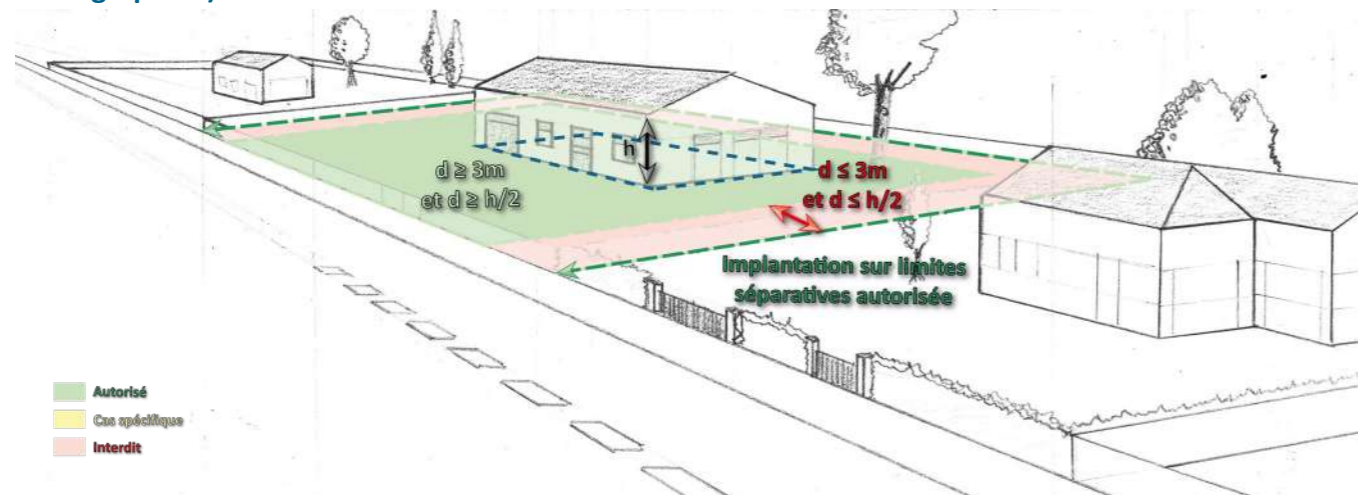 h
d ≥ 3m
et d ≥ h/2
d ≤ 3m
et d ≤ h/2
Implantation sur limites
séparatives autorisée
Autorisé
Cas spécifique
Interdit